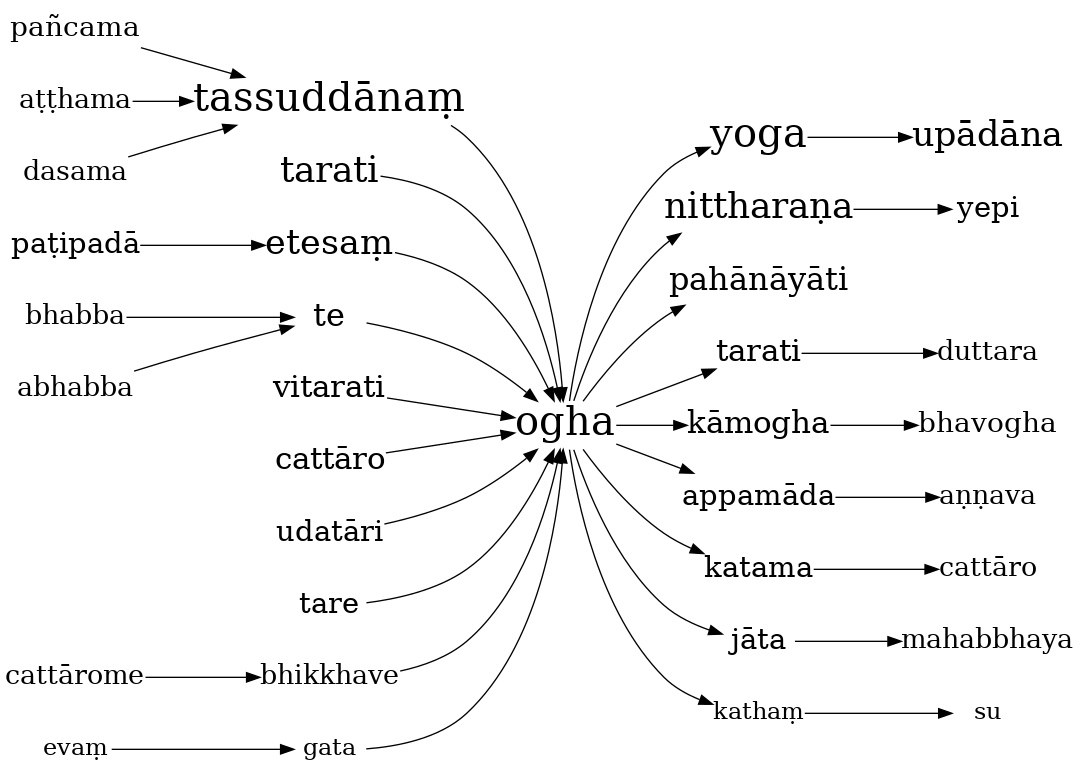 pañcama
aṭṭhama
tassuddānaṃ
dasama
tarati
paṭipadā
etesaṃ
bhabba
te
abhabba
vitarati
cattāro
udatāri
tare
cattārome
bhikkhave
evaṃ
gata
ogha
yoga
upādāna
nittharaṇa
yepi
pahānāyāti
tarati
duttara
kāmogha
bhavogha
appamāda
aṇṇava
katama
cattāro
jāta
mahabbhaya
kathaṃ
su